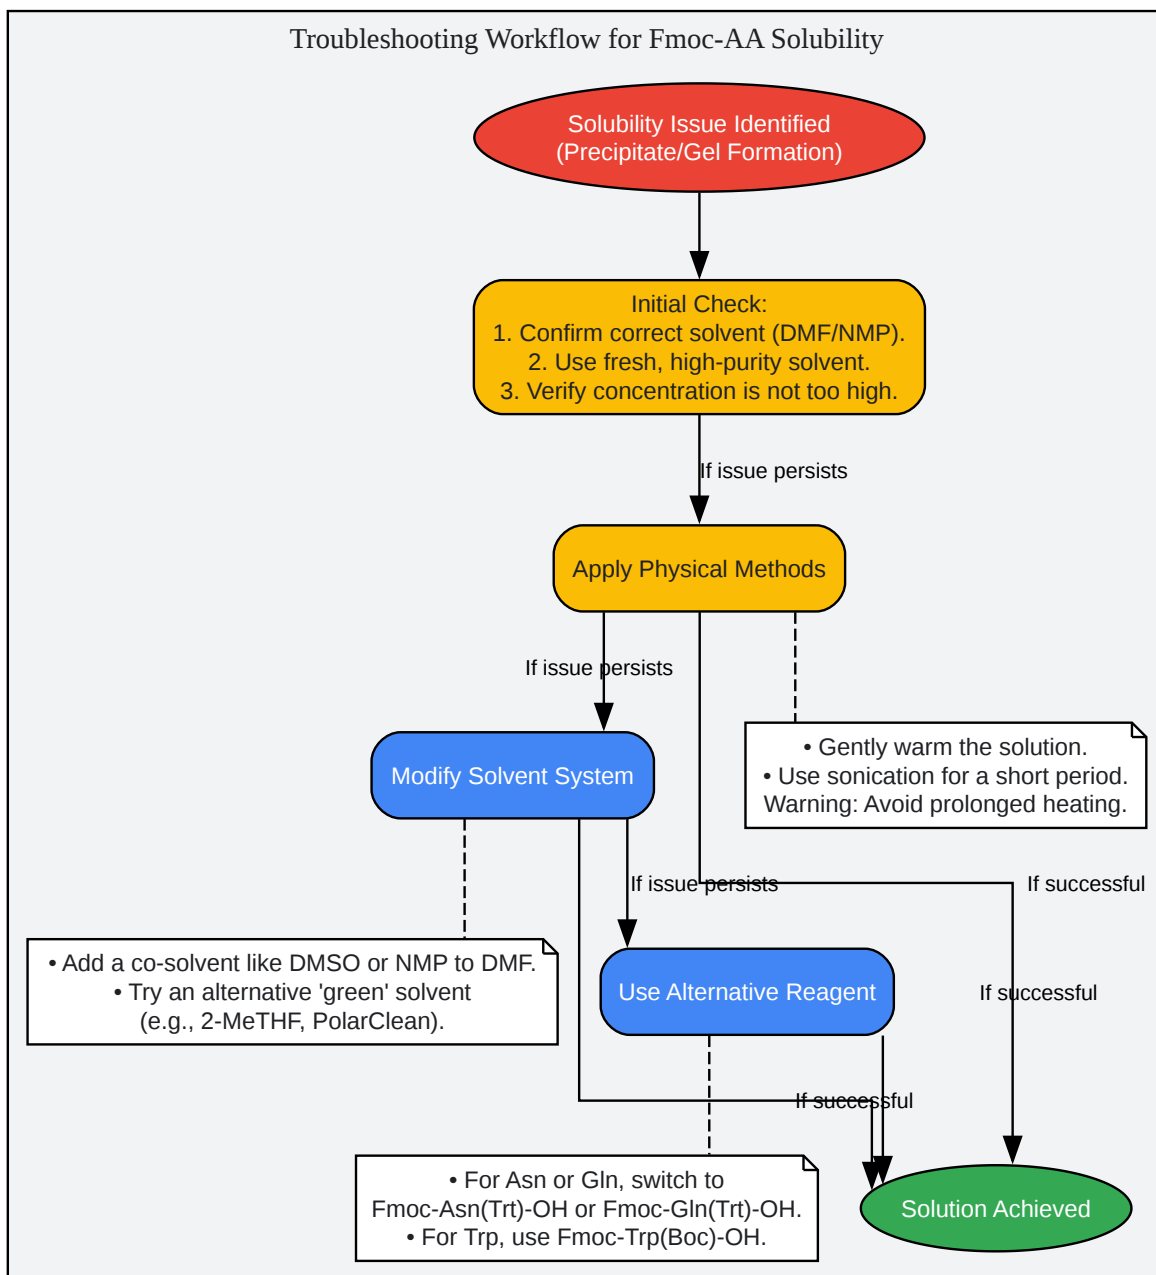 Troubleshooting Workflow for Fmoc-AA Solubility
Solubility Issue Identified
(Precipitate/Gel Formation)
Initial Check:
1. Confirm correct solvent (DMF/NMP).
2. Use fresh, high-purity solvent.
3. Verify concentration is not too high.
If issue persists
Apply Physical Methods
If issue persists
• Gently warm the solution.
• Use sonication for a short period.
Warning: Avoid prolonged heating.
Modify Solvent System
If issue persists
If successful
• Add a co-solvent like DMSO or NMP to DMF.
• Try an alternative 'green' solvent
(e.g., 2-MeTHF, PolarClean).
Use Alternative Reagent
If successful
If successful
• For Asn or Gln, switch to
Fmoc-Asn(Trt)-OH or Fmoc-Gln(Trt)-OH.
• For Trp, use Fmoc-Trp(Boc)-OH.
Solution Achieved